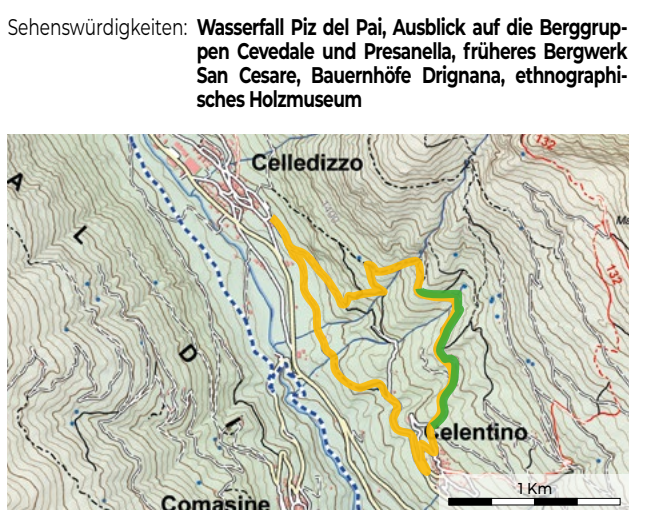 Sehenswürdigkeiten: Wasserfall Piz del Pai, Ausblick auf die Berggrup-
pen Cevedale und Presanella, früheres Bergwerk
San Cesare, Bauernhöfe Drignana, ethnographi-
sches Holzmuseum
132
Celledizzo
A
L
132
D
I
elentino
1 Km
Comasine